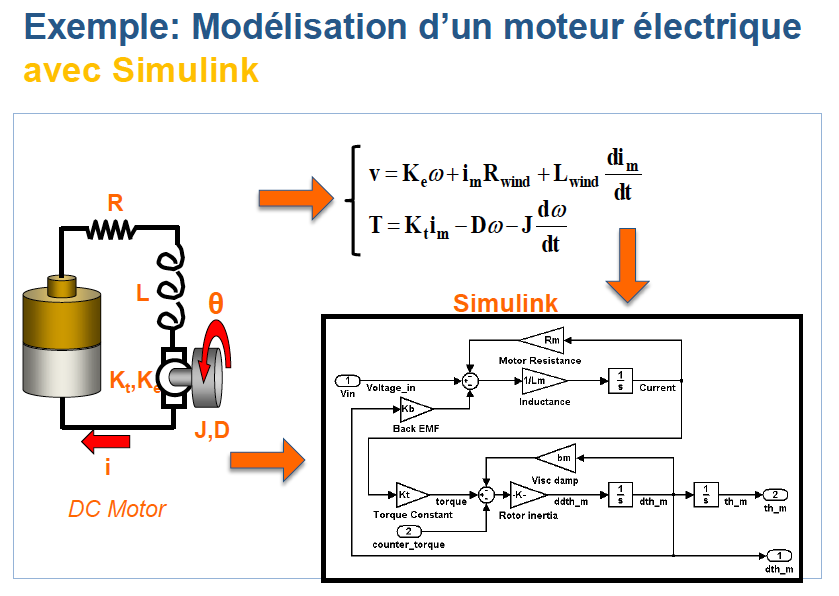 Exemple: Modélisation d'un moteur électrique
avec Simulink
v = Keω + imRwind + Lwind dim/dt
T = Ktim − Dω − J dω/dt
R
L
θ
Kt,Ke
J,D
i
DC Motor
Simulink
Rm
Motor Resistance
1
Vin
Voltage_in
1/Lm
Inductance
1/s
Current
Kb
Back EMF
bm
Visc damp
Kt
Torque Constant
torque
-K-
Rotor inertia
ddth_m
1/s
dth_m
1/s
th_m
2
th_m
2
counter_torque
1
dth_m